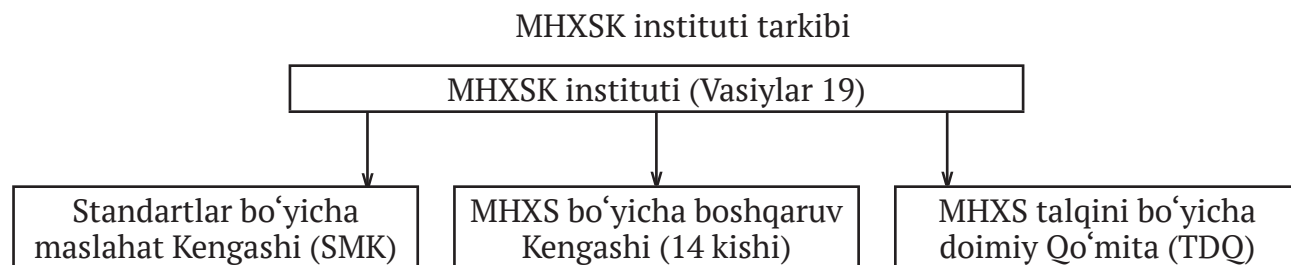 MHXSK instituti tarkibi
MHXSK instituti (Vasiylar 19)
Standartlar bo‘yicha
maslahat Kengashi (SMK)
MHXS bo‘yicha boshqaruv
Kengashi (14 kishi)
MHXS talqini bo‘yicha
doimiy Qo‘mita (TDQ)